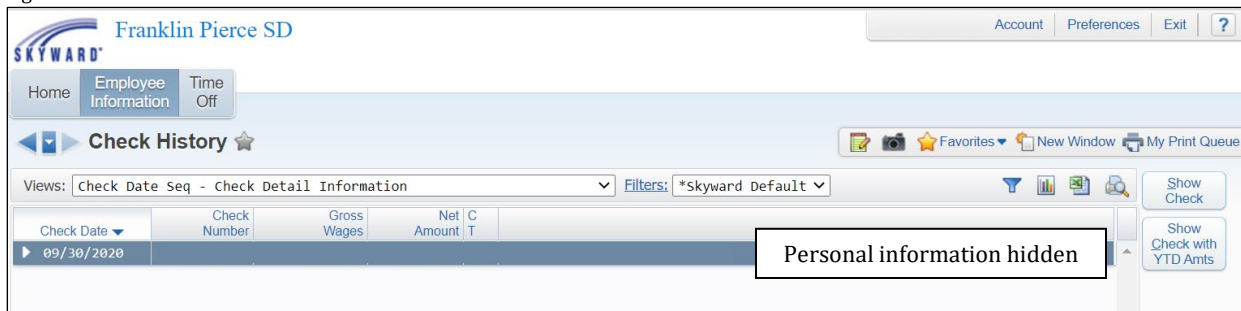 Franklin Pierce SD
Account Preferences Exit ?
SKYWARD®
Home Employee Information Time Off
Check History
Favorites New Window My Print Queue
Views: Check Date Seq - Check Detail Information Filters: *Skyward Default
Show Check
Check Date Check Number Gross Wages Net Amount C T
09/30/2020
Personal information hidden
Show Check with YTD Amts